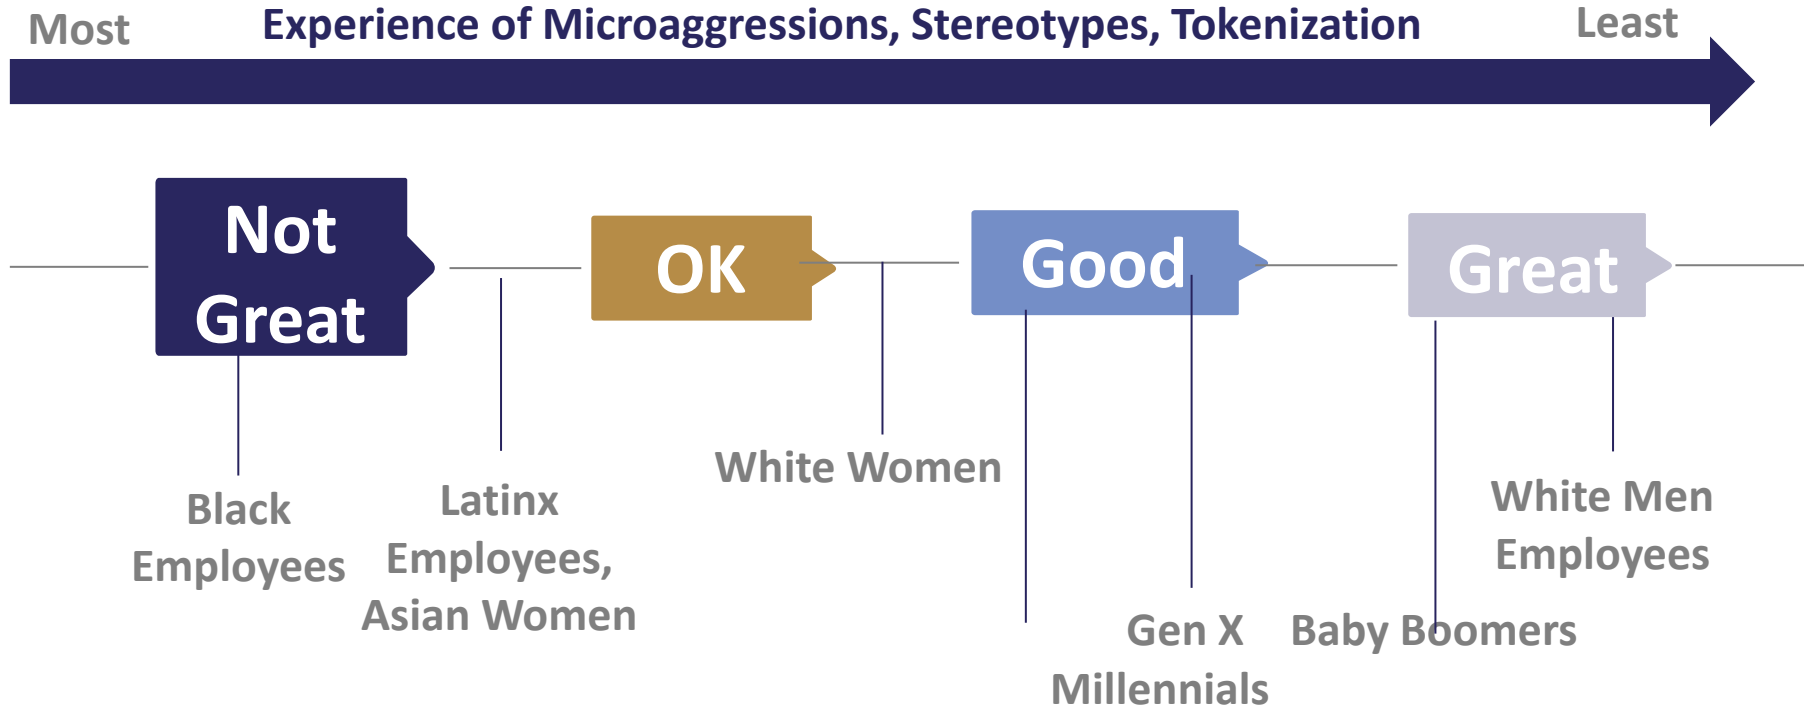 Most
Experience of Microaggressions, Stereotypes, Tokenization
Least
Not
Great
OK
Good
Great
Black
Employees
Latinx
Employees,
Asian Women
White Women
Gen X
Millennials
Baby Boomers
White Men
Employees